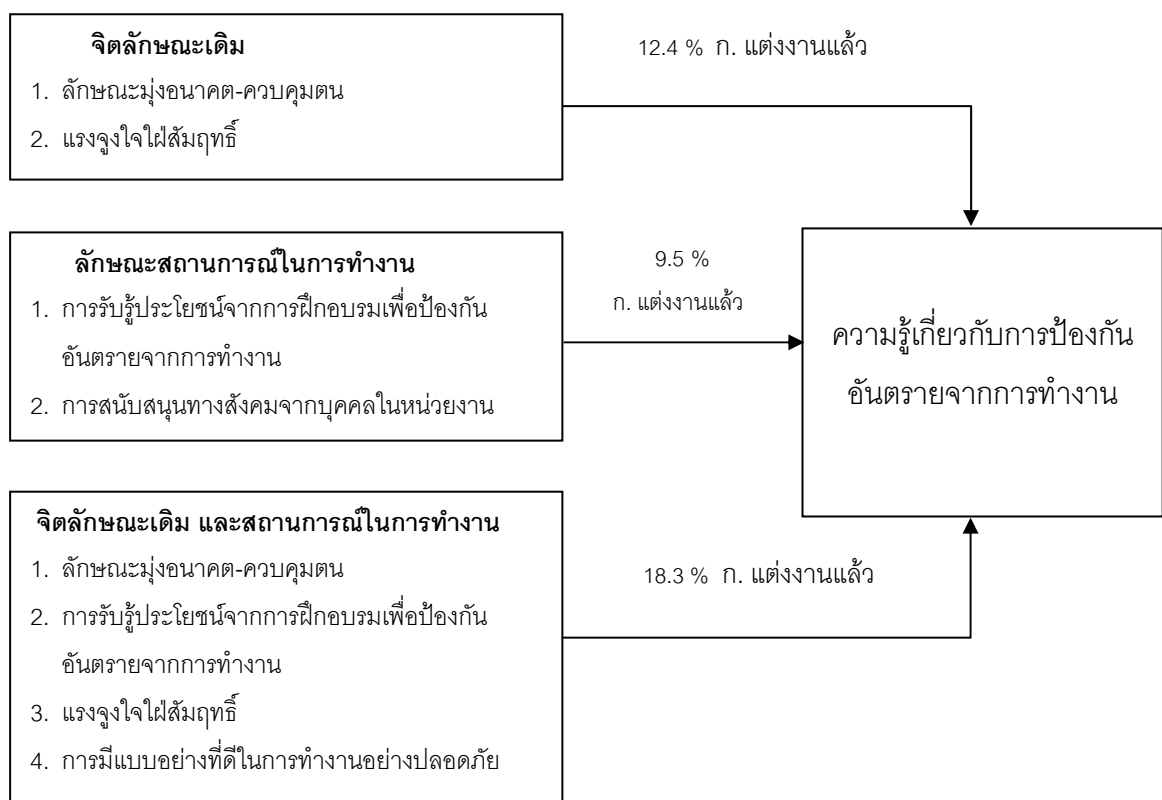 จิตลักษณะเดิม
1. ลักษณะมุ่งอนาคต-ควบคุมตน
2. แรงจูงใจใฝ่สัมฤทธิ์
12.4 % ก. แต่งงานแล้ว
ลักษณะสถานการณ์ในการทำงาน
1. การรับรู้ประโยชน์จากการฝึกอบรมเพื่อป้องกัน
อันตรายจากการทำงาน
2. การสนับสนุนทางสังคมจากบุคคลในหน่วยงาน
9.5 %
ก. แต่งงานแล้ว
ความรู้เกี่ยวกับการป้องกัน
อันตรายจากการทำงาน
จิตลักษณะเดิม และสถานการณ์ในการทำงาน
1. ลักษณะมุ่งอนาคต-ควบคุมตน
2. การรับรู้ประโยชน์จากการฝึกอบรมเพื่อป้องกัน
อันตรายจากการทำงาน
3. แรงจูงใจใฝ่สัมฤทธิ์
4. การมีแบบอย่างที่ดีในการทำงานอย่างปลอดภัย
18.3 % ก. แต่งงานแล้ว